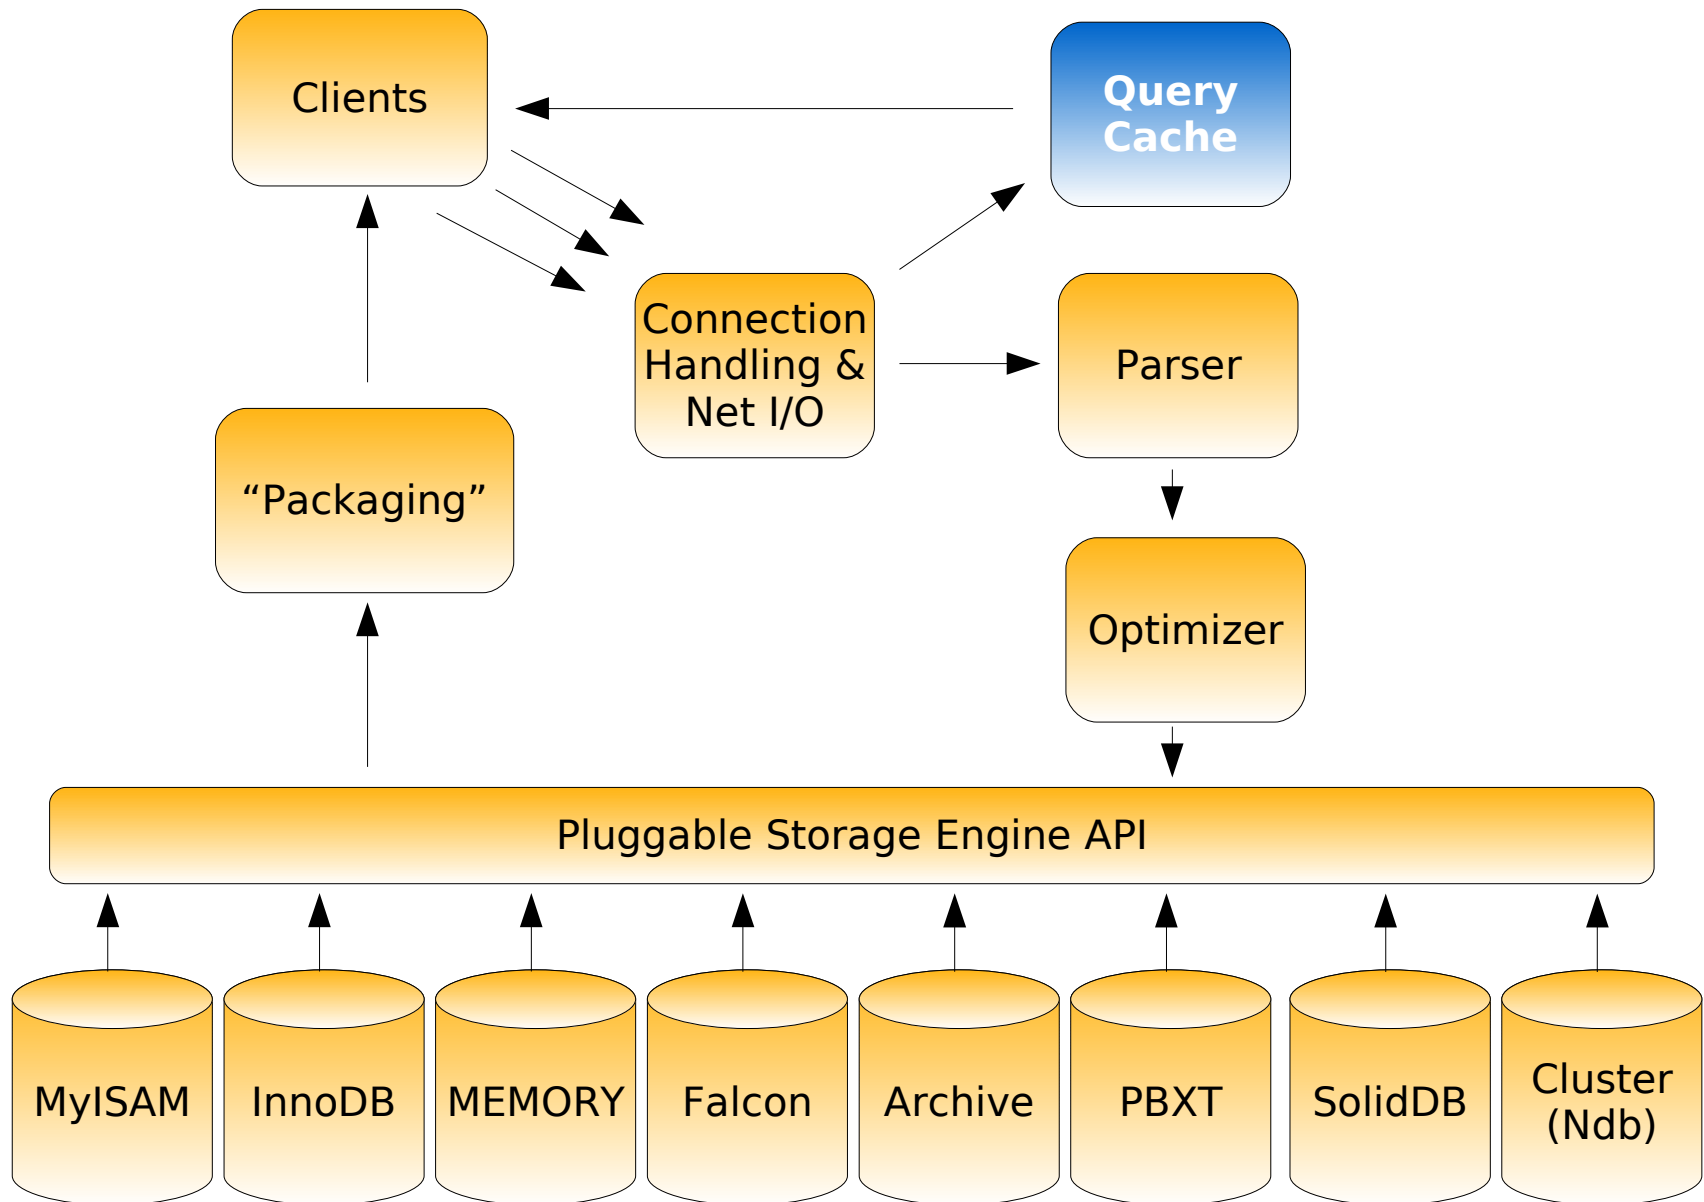 Clients
Query
Cache
Connection
Handling &
Net I/O
Parser
“Packaging”
Optimizer
Pluggable Storage Engine API
MyISAM
InnoDB
MEMORY
Falcon
Archive
PBXT
SolidDB
Cluster
(Ndb)